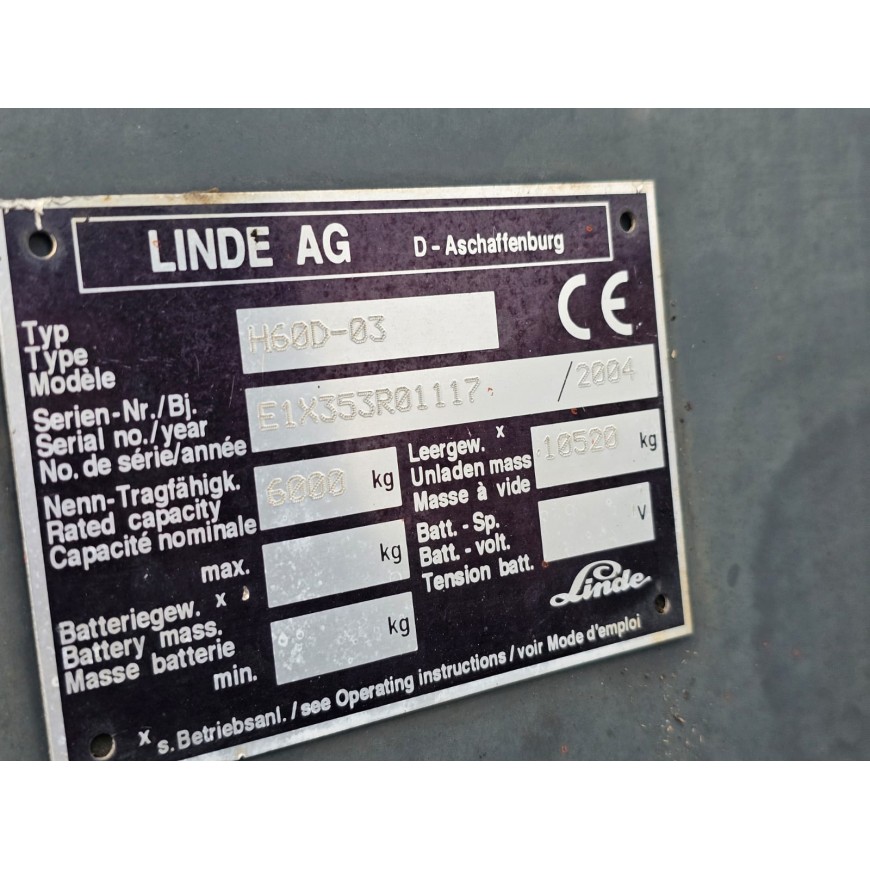 LINDE AG D - Aschaffenburg
Typ
Type
Modèle
H60D-03
CE
Serien-Nr./Bj.
Serial no./year
No. de série/année
E1X353R01117 /2004
Nenn-Tragfähigk.
Rated capacity
Capacité nominale
6000 kg
Leergew. x
Unladen mass
Masse à vide
10520 kg
max.
kg
Batteriegew. x
Battery mass.
Masse batterie
min.
kg
Batt. - Sp.
Batt. - volt.
Tension batt.
V
Linde
x s. Betriebsanl. / see Operating instructions / voir Mode d'emploi